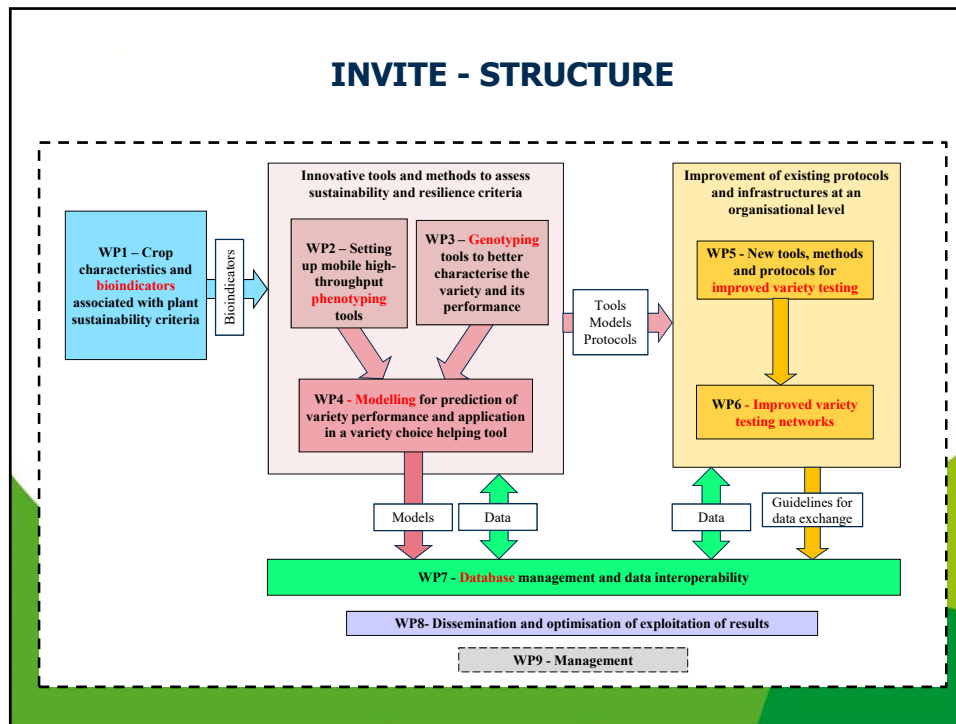 INVITE - STRUCTURE
WP1 – Crop
characteristics and
bioindicators
associated with plant
sustainability criteria
Bioindicators
Innovative tools and methods to assess
sustainability and resilience criteria
WP2 – Setting
up mobile high-
throughput
phenotyping
tools
WP3 – Genotyping
tools to better
characterise the
variety and its
performance
WP4 - Modelling for prediction of
variety performance and application
in a variety choice helping tool
Tools
Models
Protocols
Improvement of existing protocols
and infrastructures at an
organisational level
WP5 - New tools, methods
and protocols for
improved variety testing
WP6 - Improved variety
testing networks
Models
Data
Data
Guidelines for
data exchange
WP7 - Database management and data interoperability
WP8- Dissemination and optimisation of exploitation of results
WP9 - Management